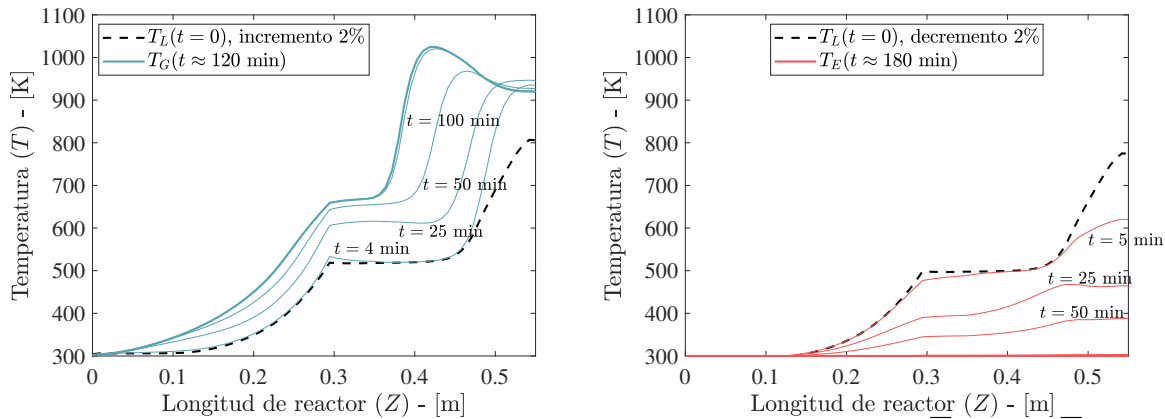 1100
1000
900
800
700
600
500
400
300
0
0.1
0.2
0.3
0.4
0.5
Temperatura (T) - [K]
Longitud de reactor (Z) - [m]
T_L(t = 0), incremento 2%
T_G(t ≈ 120 min)
t = 100 min
t = 50 min
t = 25 min
t = 4 min
1100
1000
900
800
700
600
500
400
300
0
0.1
0.2
0.3
0.4
0.5
Temperatura (T) - [K]
Longitud de reactor (Z) - [m]
T_L(t = 0), decremento 2%
T_E(t ≈ 180 min)
t = 5 min
t = 25 min
t = 50 min